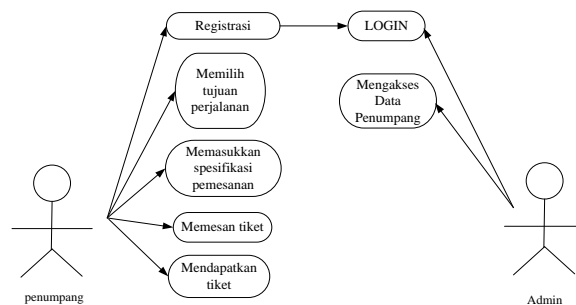 Registrasi
LOGIN
Memilih
tujuan
perjalanan
Mengakses
Data
Penumpang
Memasukkan
spesifikasi
pemesanan
Memesan tiket
Mendapatkan
tiket
penumpang
Admin